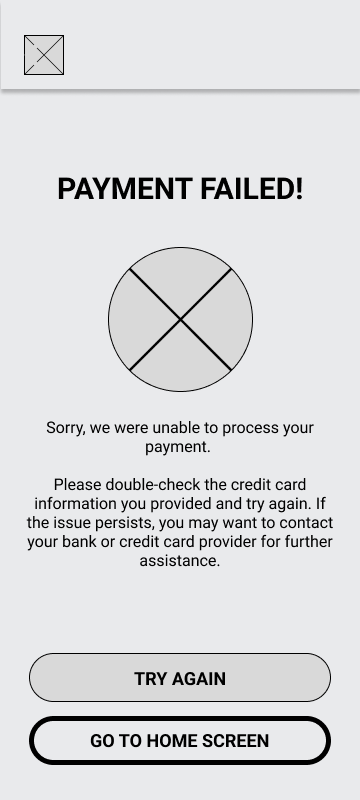 PAYMENT FAILED!
Sorry, we were unable to process your
payment.
Please double-check the credit card
information you provided and try again. If
the issue persists, you may want to contact
your bank or credit card provider for further
assistance.
TRY AGAIN
GO TO HOME SCREEN